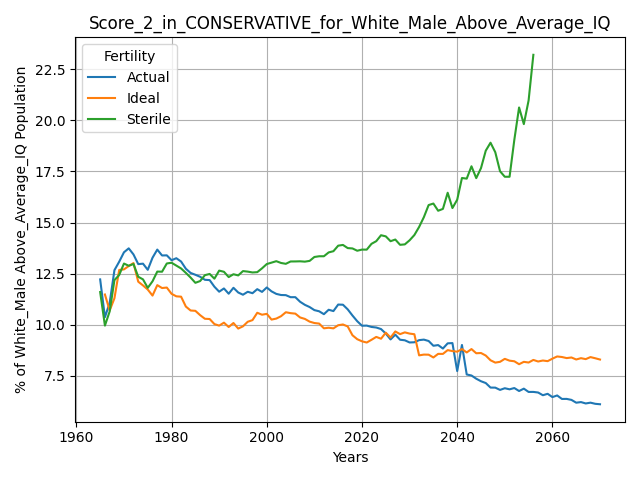 Score_2_in_CONSERVATIVE_for_White_Male_Above_Average_IQ
% of White_Male Above_Average_IQ Population
Fertility
Actual
Ideal
Sterile
22.5
20.0
17.5
15.0
12.5
10.0
7.5
1960
1980
2000
2020
2040
2060
Years